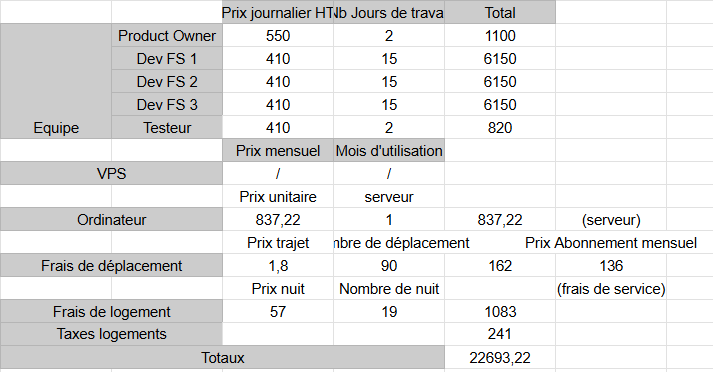 Prix journalier HT Nb Jours de trava Total
Product Owner 550 2 1100
Dev FS 1 410 15 6150
Dev FS 2 410 15 6150
Dev FS 3 410 15 6150
Equipe Testeur 410 2 820
Prix mensuel Mois d'utilisation
VPS / /
Prix unitaire serveur
Ordinateur 837,22 1 837,22 (serveur)
Prix trajet mbre de déplacement Prix Abonnement mensuel
Frais de déplacement 1,8 90 162 136
Prix nuit Nombre de nuit (frais de service)
Frais de logement 57 19 1083
Taxes logements 241
Totaux 22693,22